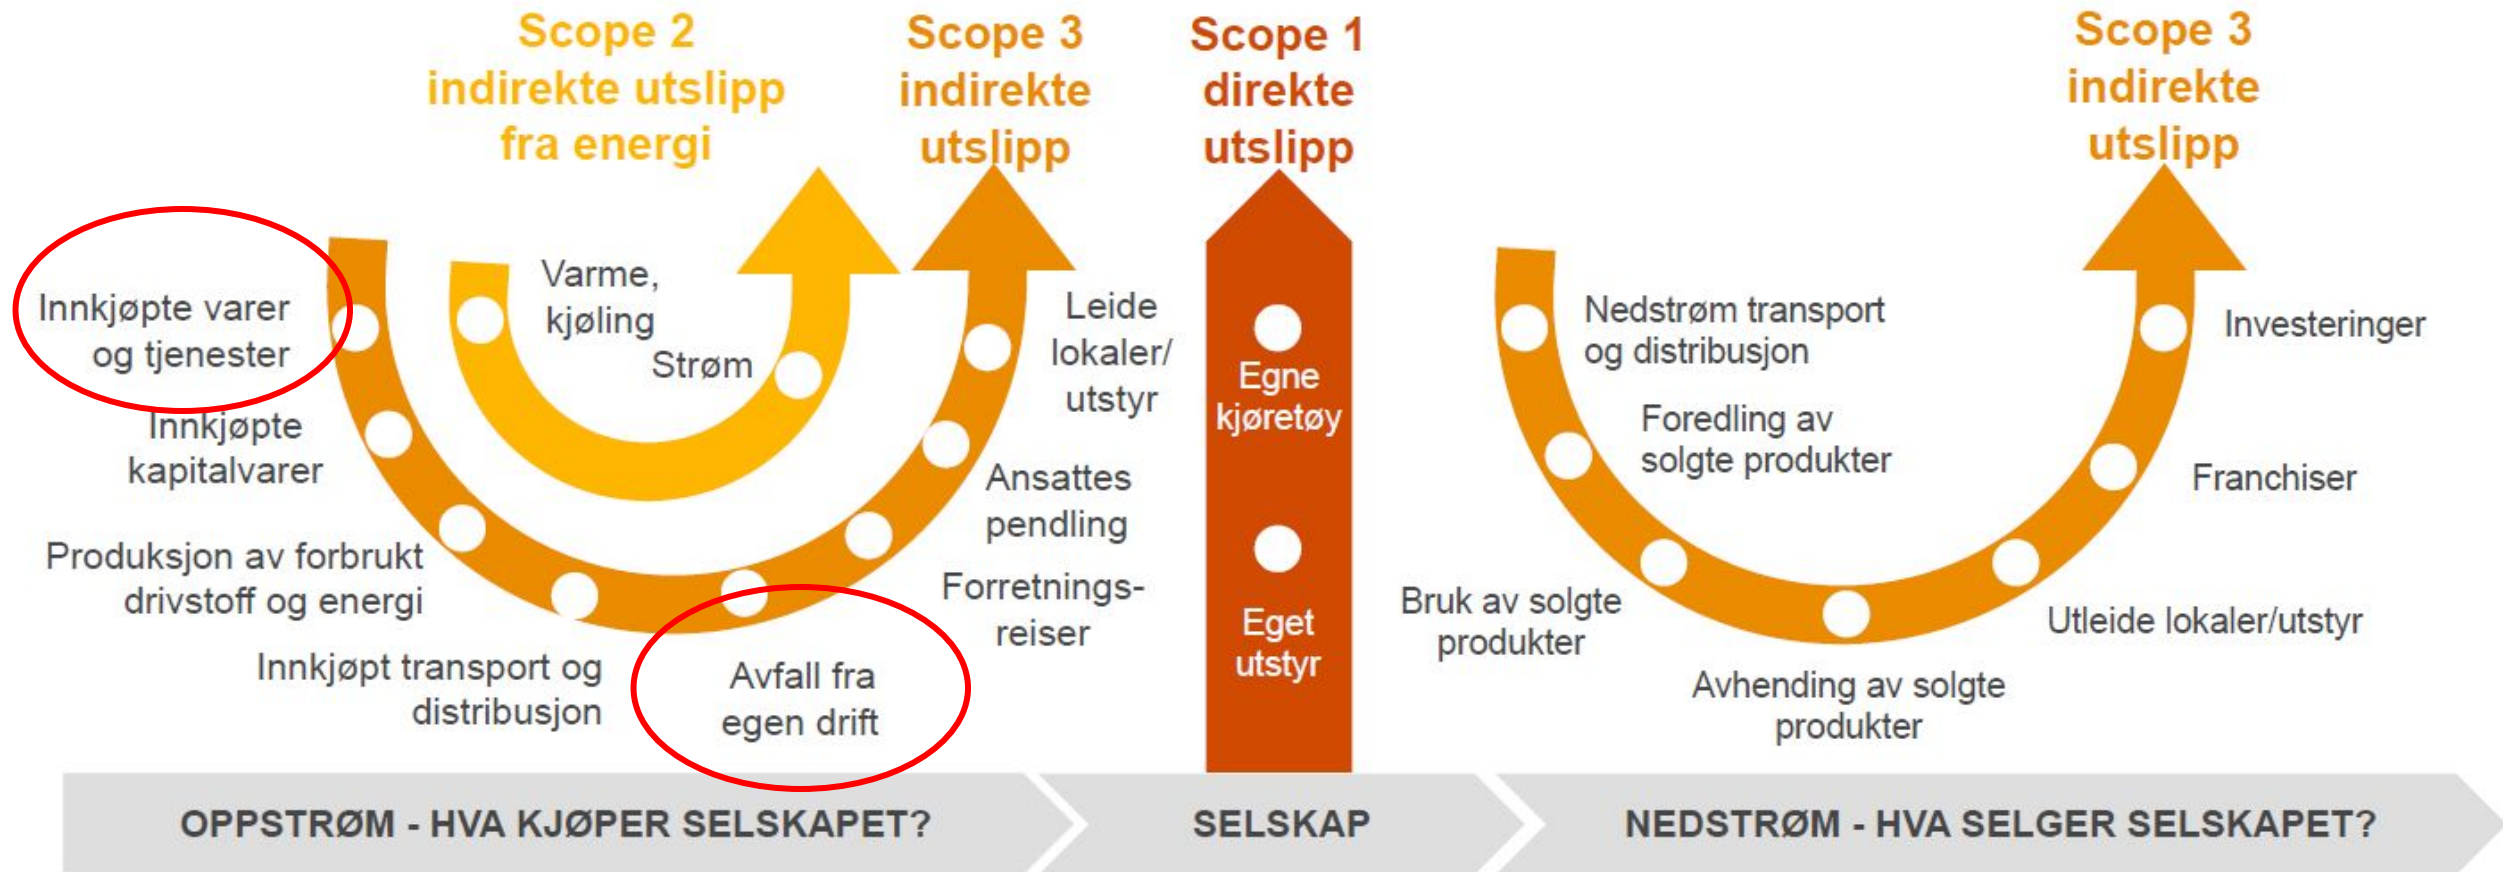 Scope 2
indirekte utslipp
fra energi
Scope 3
indirekte
utslipp
Scope 1
direkte
utslipp
Scope 3
indirekte
utslipp
Innkjøpte varer
og tjenester
Innkjøpte
kapitalvarer
Produksjon av forbrukt
drivstoff og energi
Innkjøpt transport og
distribusjon
Avfall fra
egen drift
Forretnings-
reiser
Ansattes
pendling
Leide
lokaler/
utstyr
Varme,
kjøling
Strøm
Egne
kjøretøy
Eget
utstyr
Nedstrøm transport
og distribusjon
Foredling av
solgte produkter
Bruk av solgte
produkter
Avhending av solgte
produkter
Utleide lokaler/utstyr
Franchiser
Investeringer
OPPSTRØM - HVA KJØPER SELSKAPET?
SELSKAP
NEDSTRØM - HVA SELGER SELSKAPET?